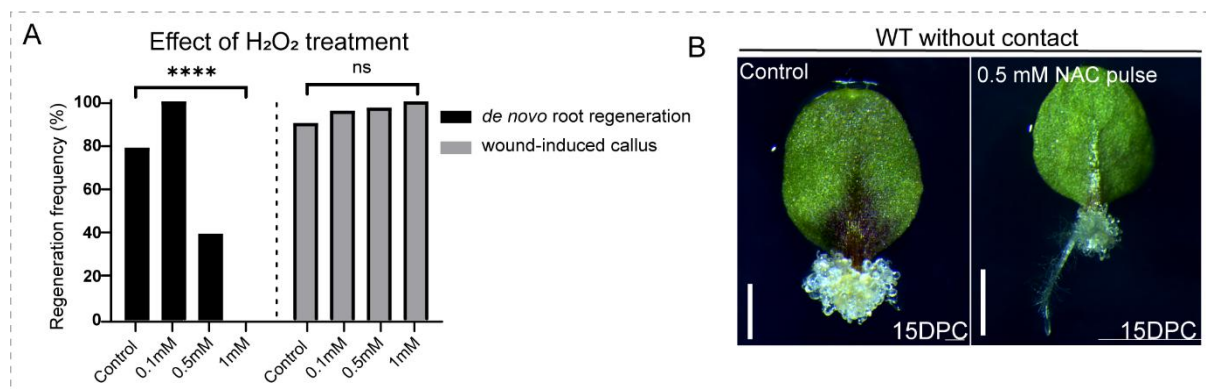 A
Effect of H₂O₂ treatment
****
ns
Regeneration frequency (%)
100
80
60
40
20
0
Control
0.1mM
0.5mM
1mM
Control
0.1mM
0.5mM
1mM
de novo root regeneration
wound-induced callus
B
WT without contact
Control
0.5 mM NAC pulse
15DPC
15DPC